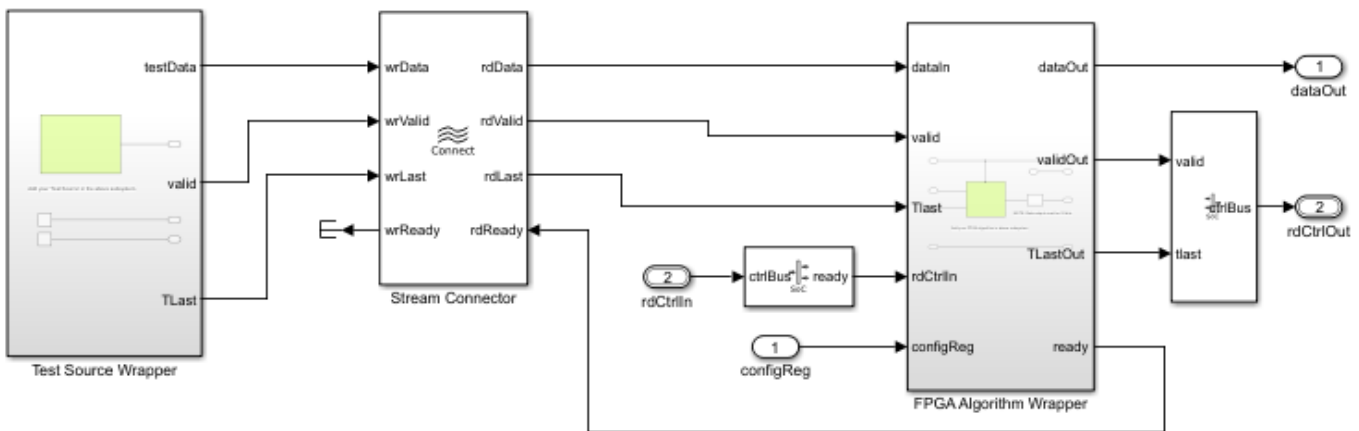 testData
valid
TLast
Test Source Wrapper
wrData
rdData
wrValid
rdValid
Connect
wrLast
rdLast
wrReady
rdReady
Stream Connector
2
rdCtrlIn
ctrlBus
ready
SoC
1
configReg
dataIn
dataOut
valid
validOut
Tlast
TLastOut
rdCtrlIn
configReg
ready
FPGA Algorithm Wrapper
valid
ctrlBus
SoC
tlast
1
dataOut
2
rdCtrlOut